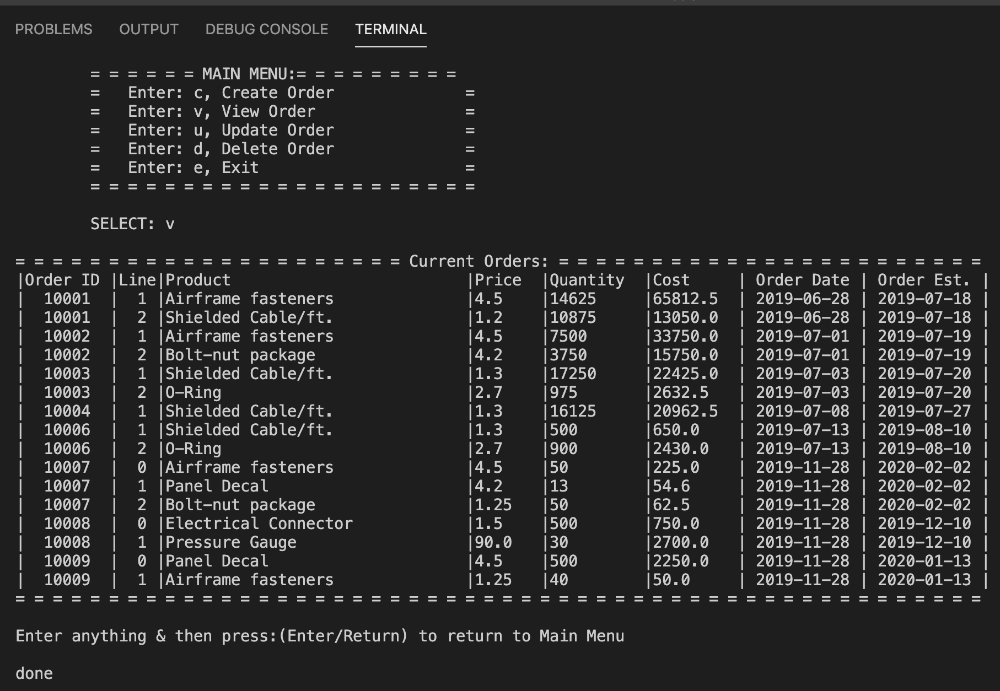 PROBLEMS OUTPUT DEBUG CONSOLE TERMINAL
= = = = = = MAIN MENU:= = = = = = = = =
=   Enter: c, Create Order              =
=   Enter: v, View Order                =
=   Enter: u, Update Order              =
=   Enter: d, Delete Order              =
=   Enter: e, Exit                      =
= = = = = = = = = = = = = = = = = = = = =
SELECT: v
= = = = = = = = = = = = = = = = = = = = = Current Orders: = = = = = = = = = = = = = = = = = = = = = = =
|Order ID |Line|Product                         |Price  |Quantity  |Cost     | Order Date | Order Est. |
|  10001  |  1 |Airframe fasteners              |4.5    |14625     |65812.5  | 2019-06-28 | 2019-07-18 |
|  10001  |  2 |Shielded Cable/ft.              |1.2    |10875     |13050.0  | 2019-06-28 | 2019-07-18 |
|  10002  |  1 |Airframe fasteners              |4.5    |7500      |33750.0  | 2019-07-01 | 2019-07-19 |
|  10002  |  2 |Bolt-nut package                |4.2    |3750      |15750.0  | 2019-07-01 | 2019-07-19 |
|  10003  |  1 |Shielded Cable/ft.              |1.3    |17250     |22425.0  | 2019-07-03 | 2019-07-20 |
|  10003  |  2 |O-Ring                          |2.7    |975       |2632.5   | 2019-07-03 | 2019-07-20 |
|  10004  |  1 |Shielded Cable/ft.              |1.3    |16125     |20962.5  | 2019-07-08 | 2019-07-27 |
|  10006  |  1 |Shielded Cable/ft.              |1.3    |500       |650.0    | 2019-07-13 | 2019-08-10 |
|  10006  |  2 |O-Ring                          |2.7    |900       |2430.0   | 2019-07-13 | 2019-08-10 |
|  10007  |  0 |Airframe fasteners              |4.5    |50        |225.0    | 2019-11-28 | 2020-02-02 |
|  10007  |  1 |Panel Decal                     |4.2    |13        |54.6     | 2019-11-28 | 2020-02-02 |
|  10007  |  2 |Bolt-nut package                |1.25   |50        |62.5     | 2019-11-28 | 2020-02-02 |
|  10008  |  0 |Electrical Connector            |1.5    |500       |750.0    | 2019-11-28 | 2019-12-10 |
|  10008  |  1 |Pressure Gauge                  |90.0   |30        |2700.0   | 2019-11-28 | 2019-12-10 |
|  10009  |  0 |Panel Decal                     |4.5    |500       |2250.0   | 2019-11-28 | 2020-01-13 |
|  10009  |  1 |Airframe fasteners              |1.25   |40        |50.0     | 2019-11-28 | 2020-01-13 |
= = = = = = = = = = = = = = = = = = = = = = = = = = = = = = = = = = = = = = = = = = = = = = = = = = = =
Enter anything & then press:(Enter/Return) to return to Main Menu
done